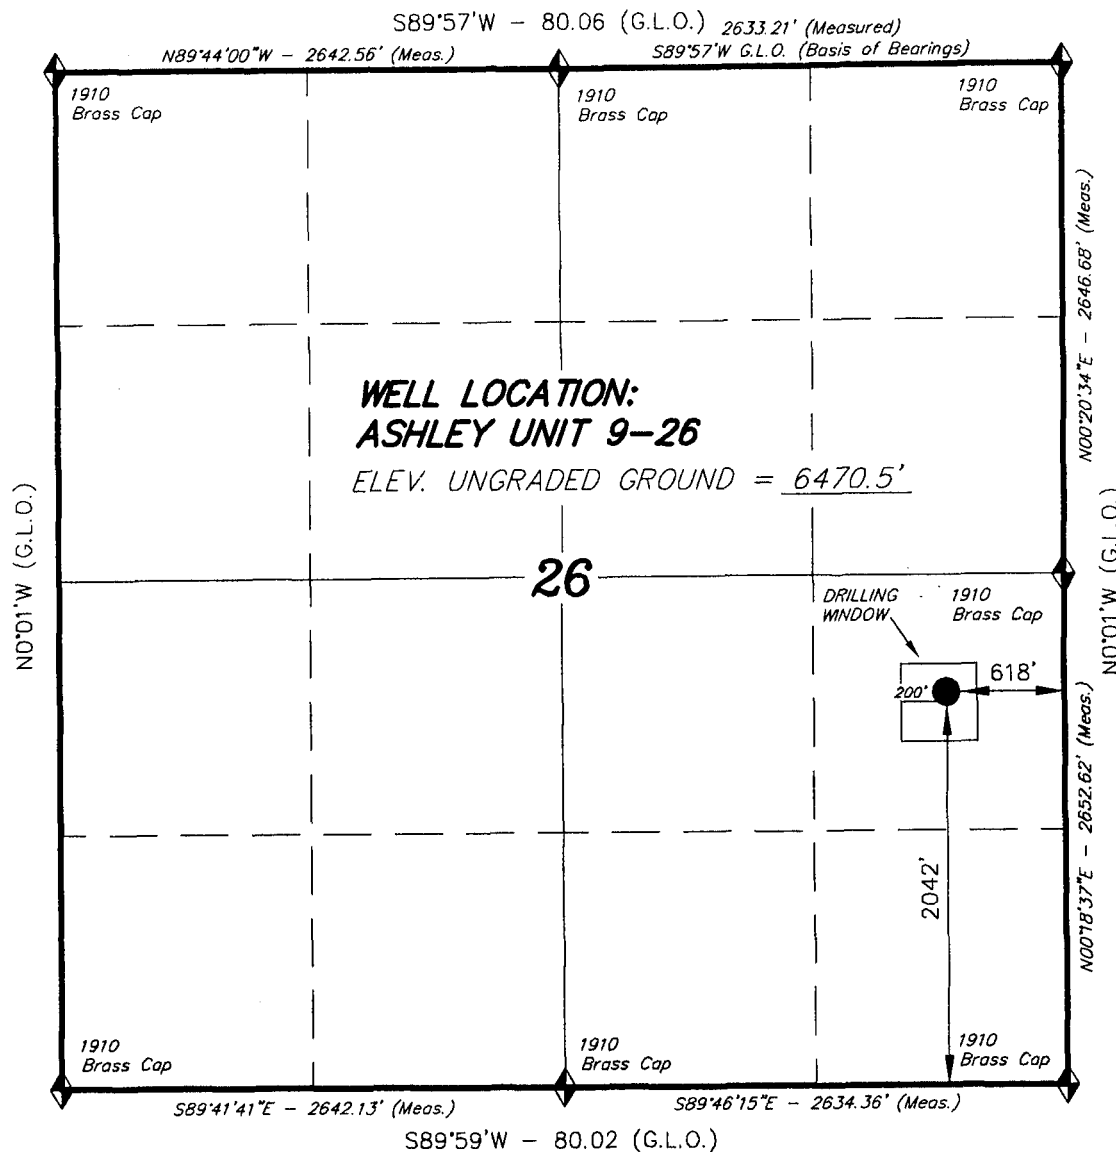 S89°57'W - 80.06 (G.L.O.)
2633.21' (Measured)
N89°44'00"W - 2642.56' (Meas.)
S89°57'W G.L.O. (Basis of Bearings)
1910
Brass Cap
1910
Brass Cap
1910
Brass Cap
N00°20'34"E - 2646.68' (Meas.)
WELL LOCATION:
ASHLEY UNIT 9-26
ELEV. UNGRADED GROUND = 6470.5'
N0°01'W (G.L.O.)
N0°01'W (G.L.O.)
26
DRILLING
WINDOW
1910
Brass Cap
618'
200'
2042'
N00°18'37"E - 2652.62' (Meas.)
1910
Brass Cap
1910
Brass Cap
1910
Brass Cap
S89°41'41"E - 2642.13' (Meas.)
S89°46'15"E - 2634.36' (Meas.)
S89°59'W - 80.02 (G.L.O.)